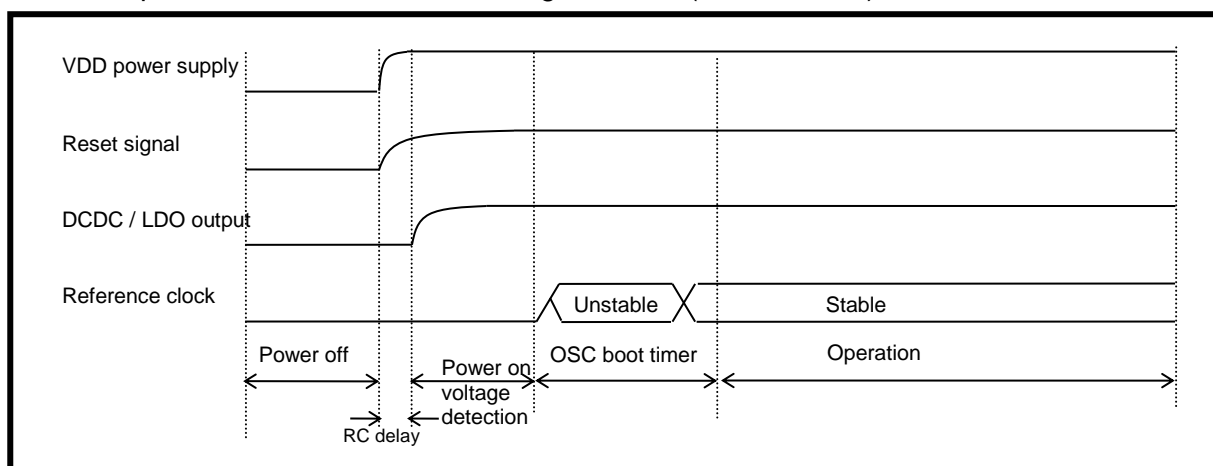 VDD power supply
Reset signal
DCDC / LDO output
Reference clock
Unstable
Stable
Power off
Power on
voltage
detection
OSC boot timer
Operation
RC delay